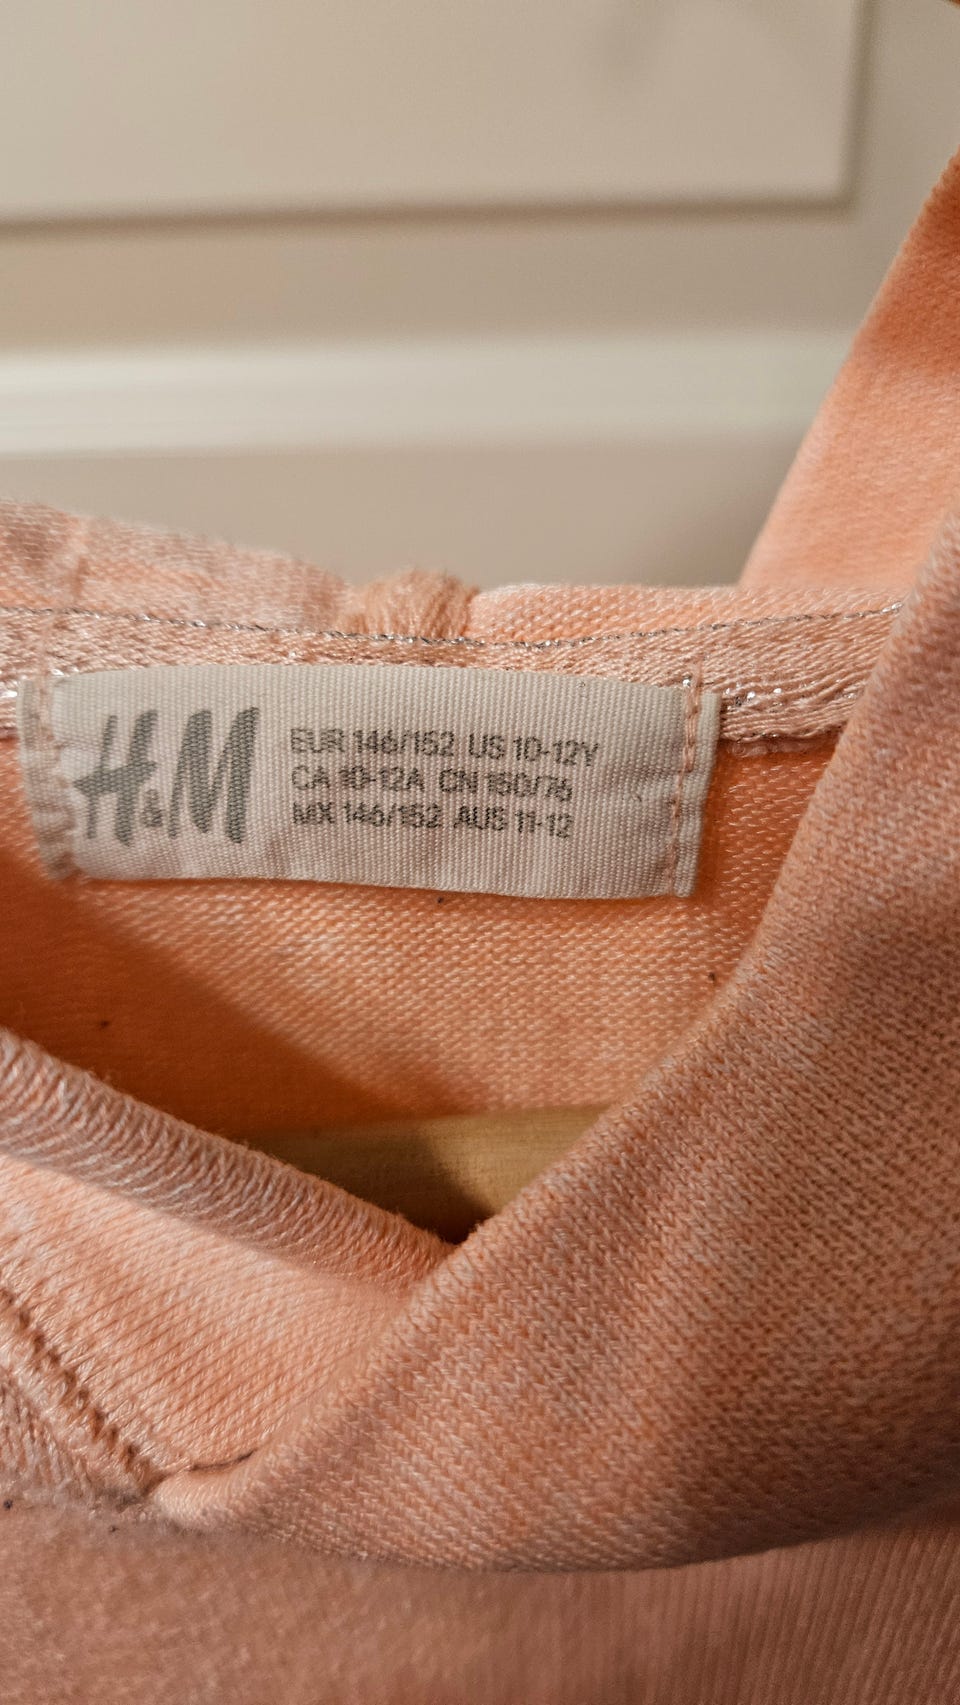 H&M
EUR 146/152 US 10-12Y
CA 10-12A CN 150/76
MX 146/152 AUS 11-12